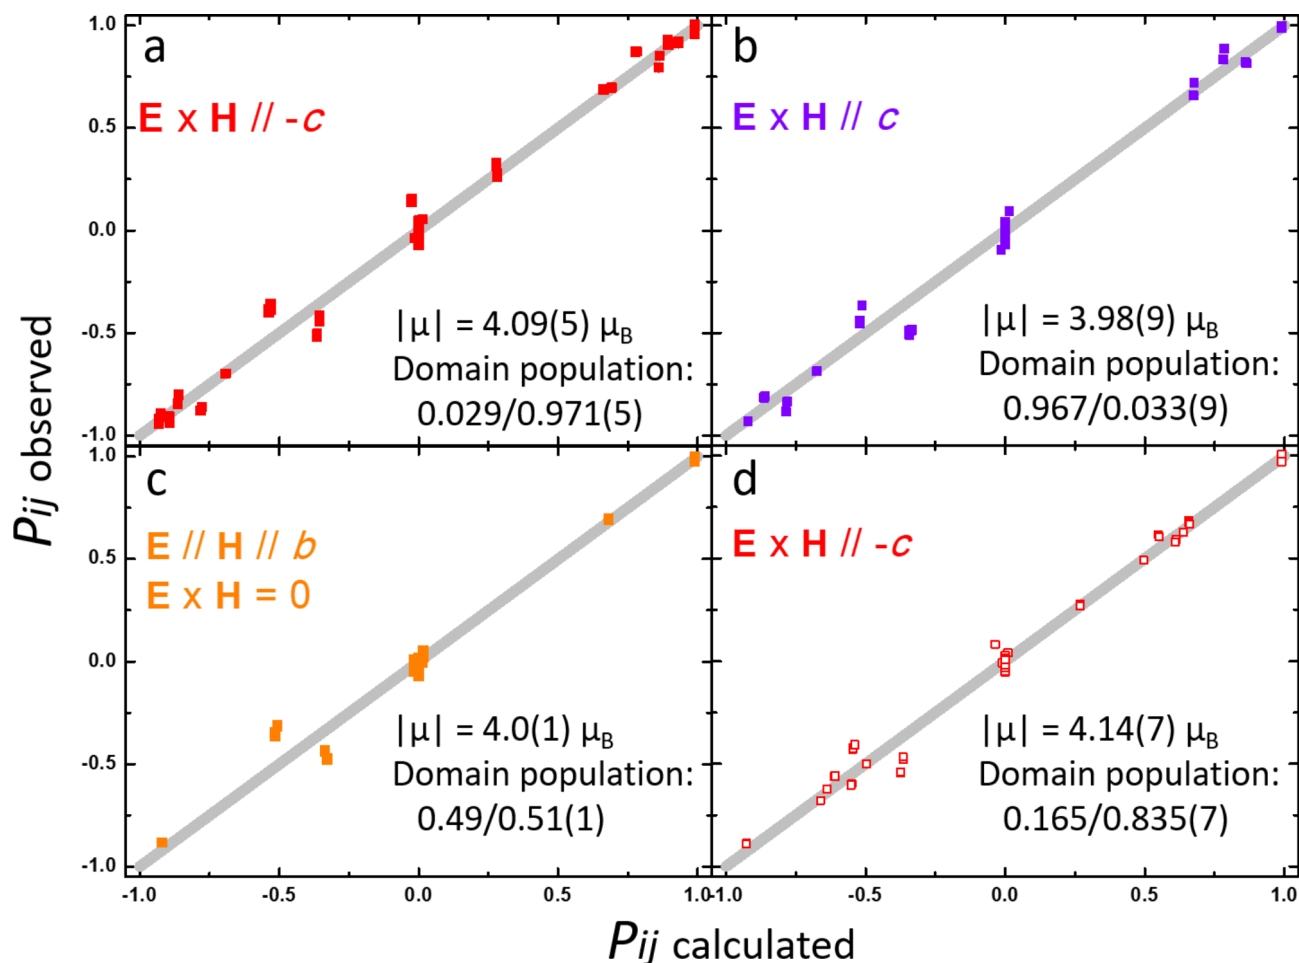 a
E x H // -c
|μ| = 4.09(5) μB
Domain population:
0.029/0.971(5)
b
E x H // c
|μ| = 3.98(9) μB
Domain population:
0.967/0.033(9)
c
E // H // b
E x H = 0
|μ| = 4.0(1) μB
Domain population:
0.49/0.51(1)
d
E x H // -c
|μ| = 4.14(7) μB
Domain population:
0.165/0.835(7)
1.0
0.5
0.0
-0.5
-1.0
1.0
0.5
0.0
-0.5
-1.0
-1.0 -0.5 0.0 0.5 1.0
-1.0 -0.5 0.0 0.5 1.0
Pij observed
Pij calculated